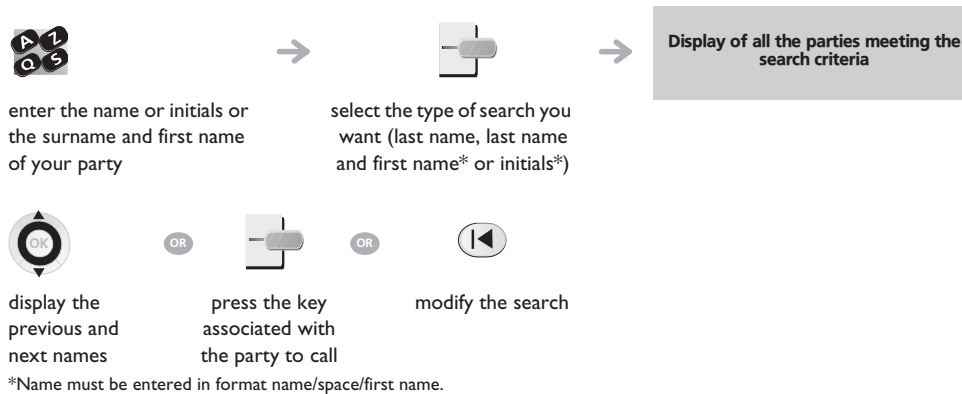 A Z
Q S
Display of all the parties meeting the
search criteria
enter the name or initials or
the surname and first name
of your party
select the type of search you
want (last name, last name
and first name* or initials*)
OK
OR
OR
display the
previous and
next names
press the key
associated with
the party to call
modify the search
*Name must be entered in format name/space/first name.